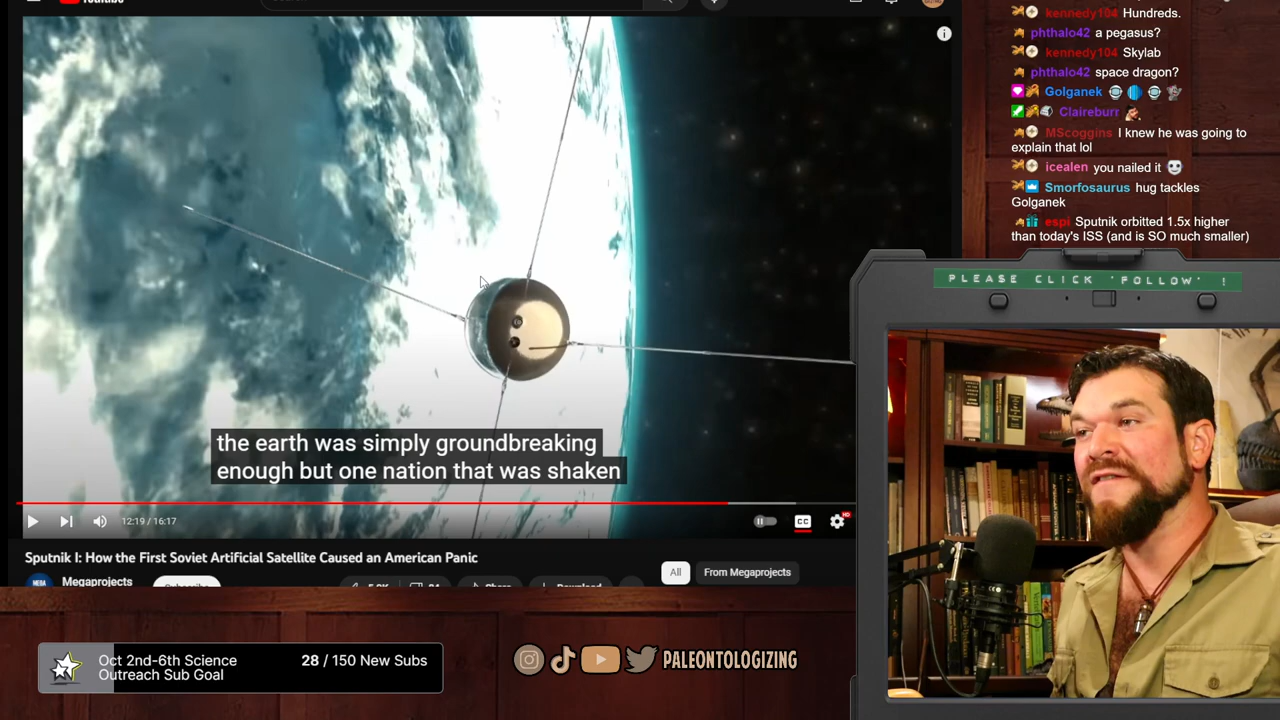 kennedy104 Hundreds.
phthalo42 a pegasus?
kennedy104 Skylab
phthalo42 space dragon?
Golganek
Claireburr
MScoggins I knew he was going to
explain that lol
icealen you nailed it
Smorfosaurus hug tackles
Golganek
espi Sputnik orbitted 1.5x higher
than today's ISS (and is SO much smaller)
PLEASE CLICK 'FOLLOW' !
the earth was simply groundbreaking
enough but one nation that was shaken
12:19 / 16:17
CC
HD
Sputnik I: How the First Soviet Artificial Satellite Caused an American Panic
Megaprojects
All
From Megaprojects
Oct 2nd-6th Science
Outreach Sub Goal
28 / 150 New Subs
PALEONTOLOGIZING